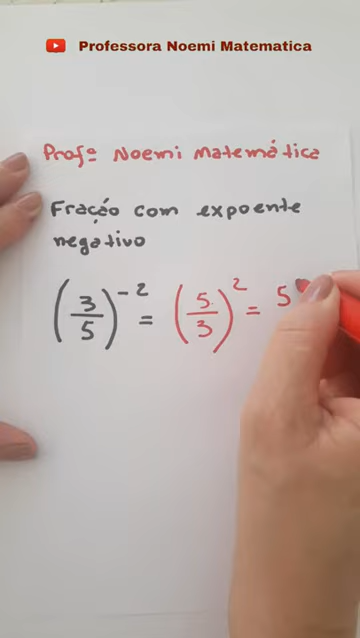 Professora Noemi Matematica
Profª Noemi Matemática
Fração com expoente
negativo
(3/5)⁻² = (5/3)² = 5